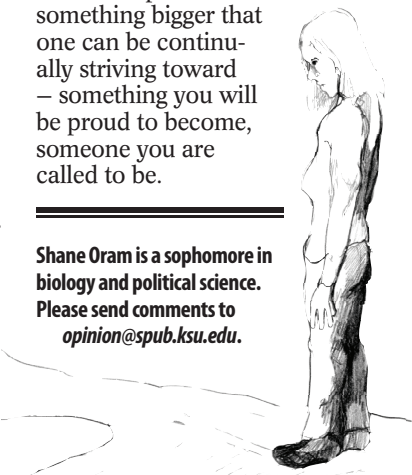 something bigger that
one can be continu-
ally striving toward
– something you will
be proud to become,
someone you are
called to be.
Shane Oram is a sophomore in
biology and political science.
Please send comments to
opinion@spub.ksu.edu.